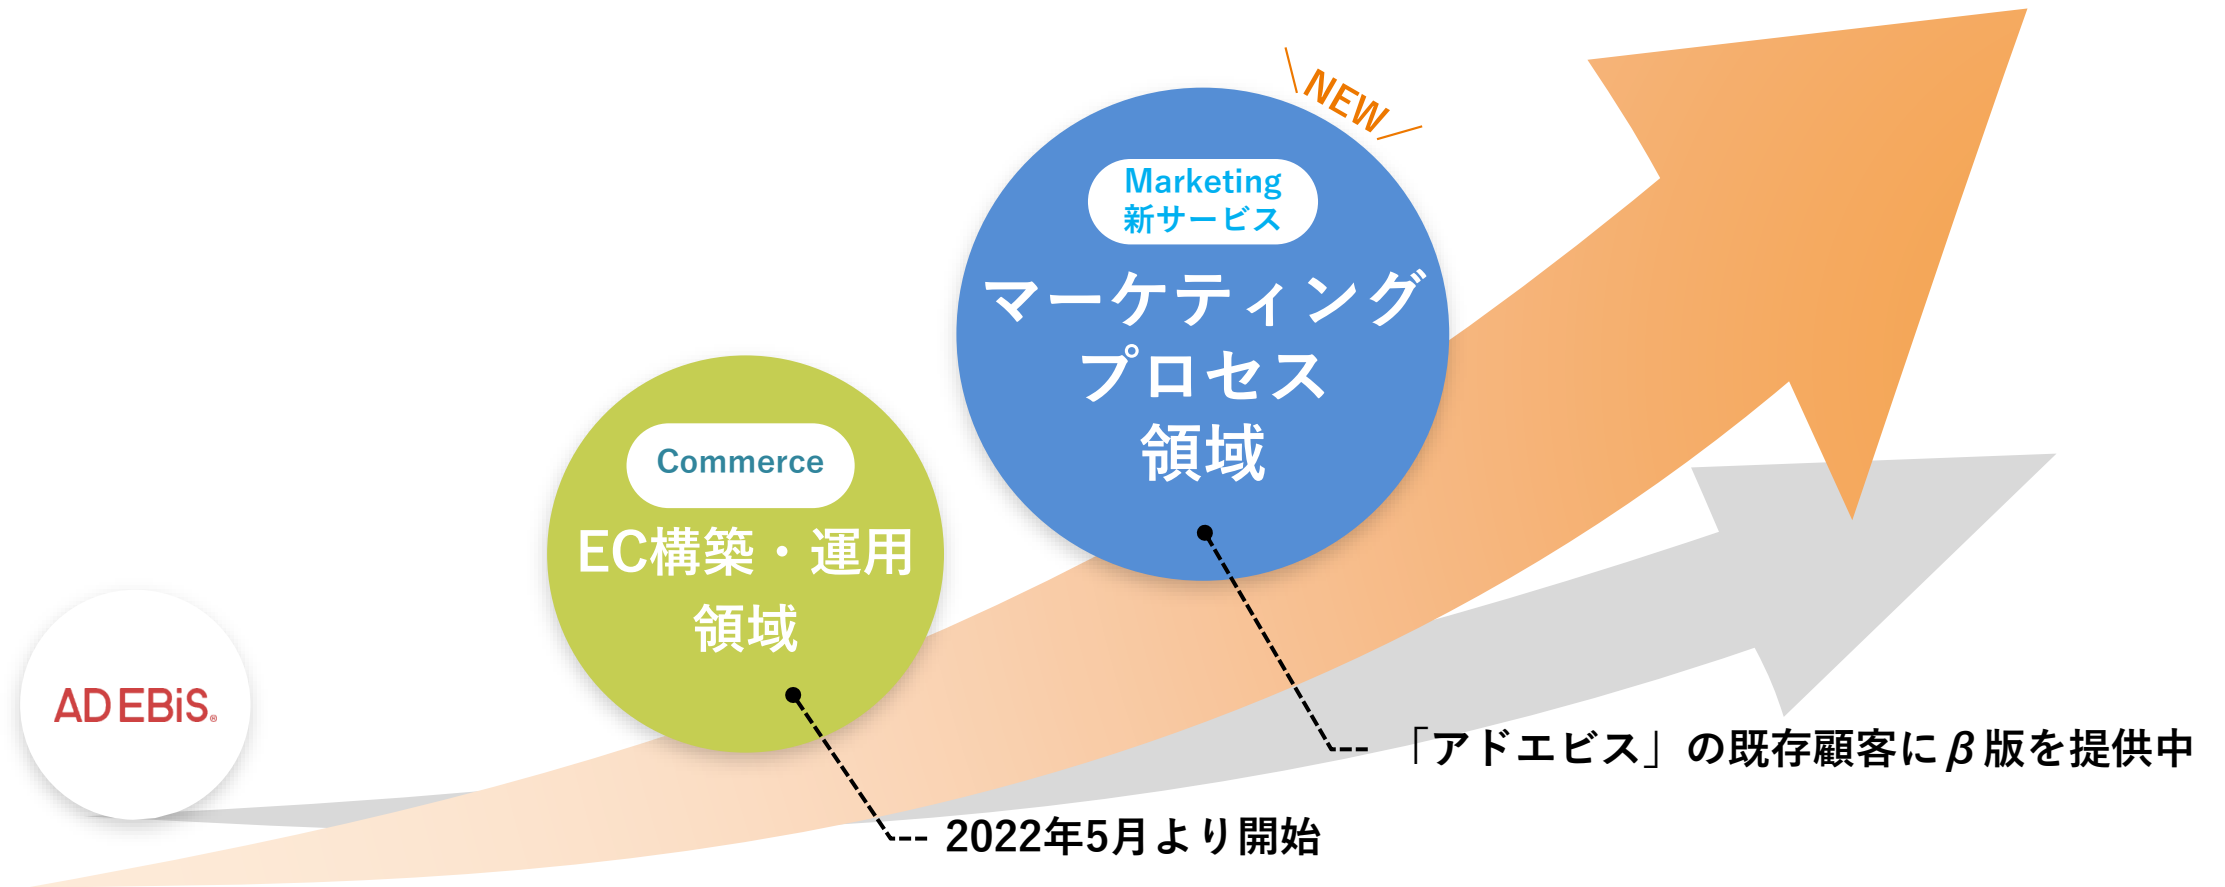 NEW
Marketing
新サービス
マーケティング
プロセス
領域
Commerce
EC構築・運用
領域
AD EBiS®
「アドエビス」の既存顧客にβ版を提供中
2022年5月より開始